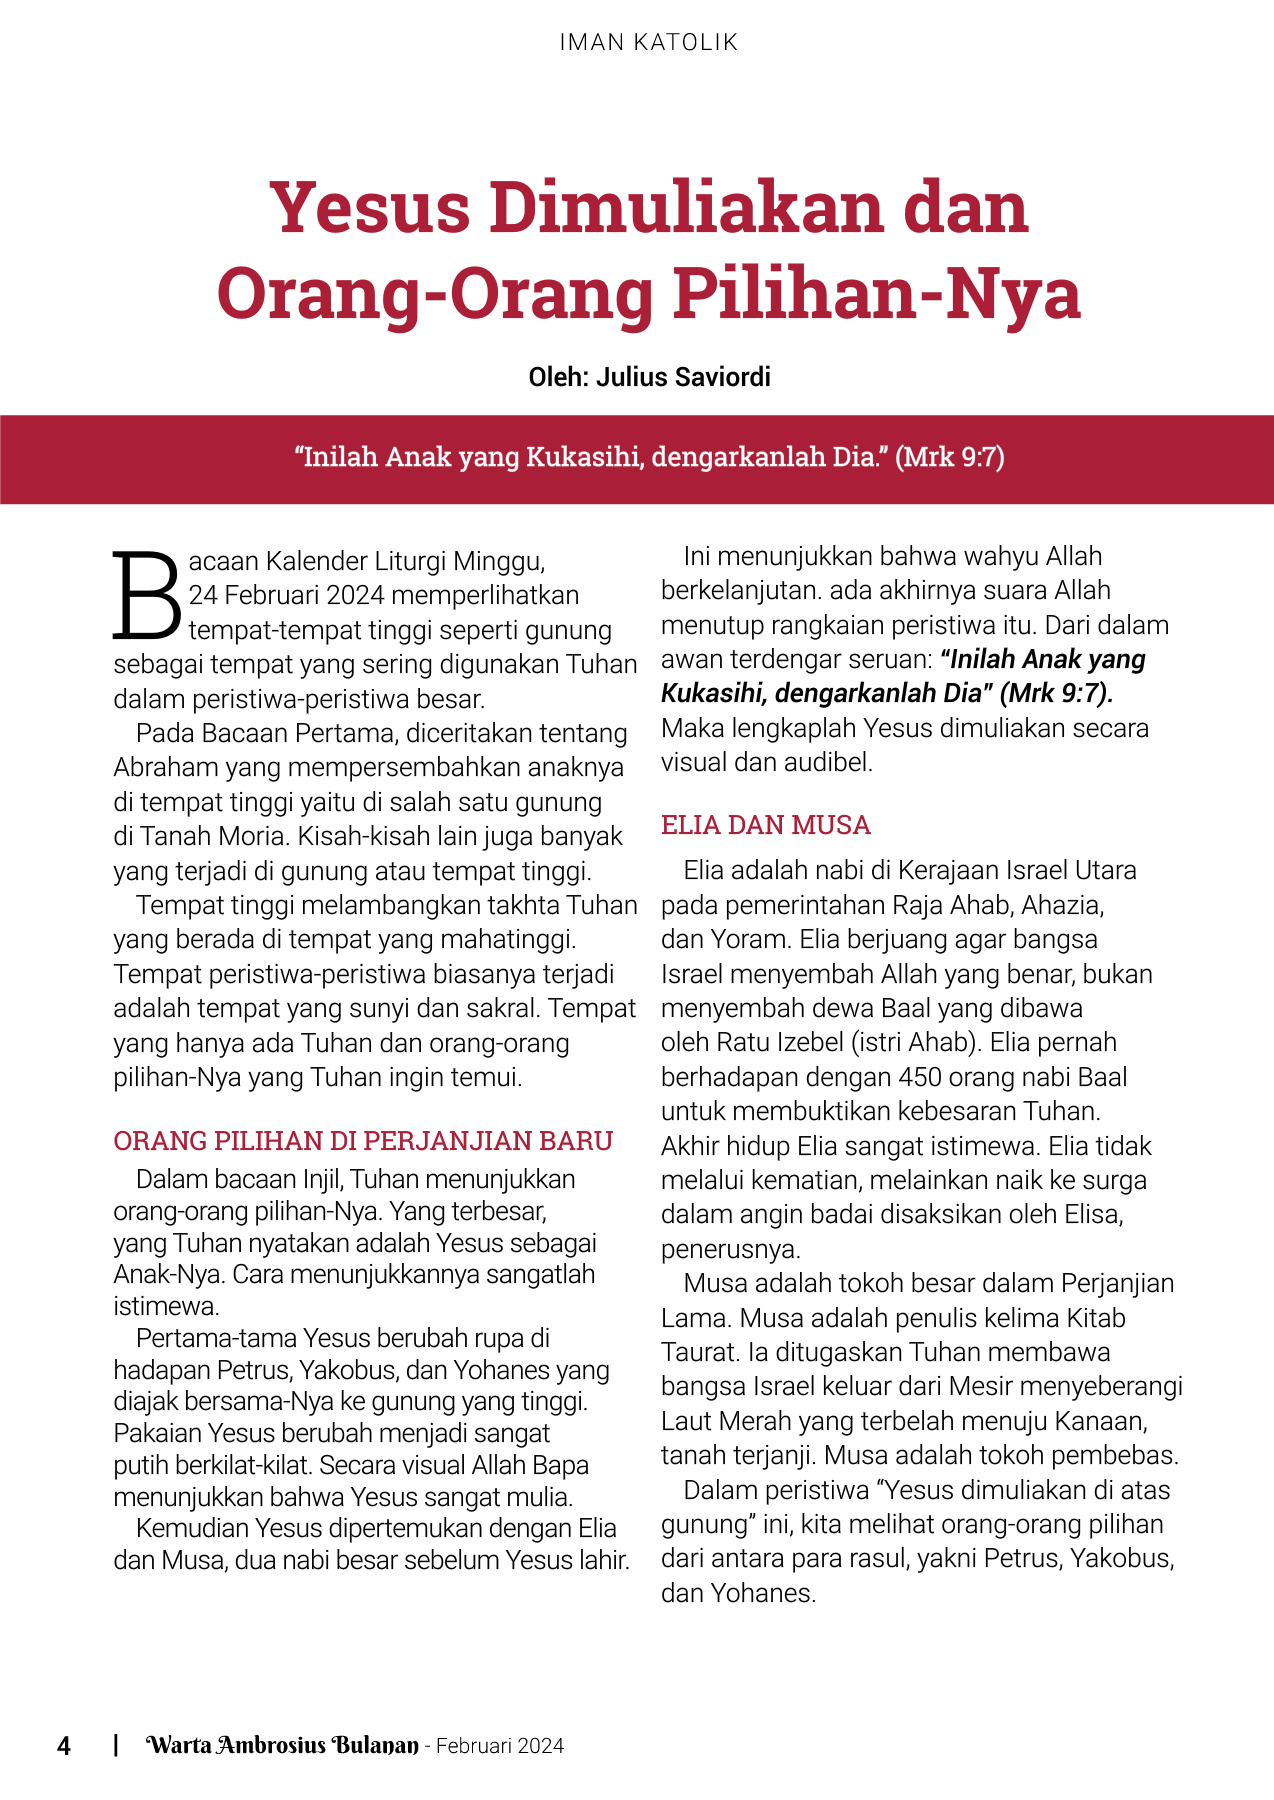 IMAN KATOLIK
Yesus Dimuliakan dan
Orang-Orang Pilihan-Nya
Oleh: Julius Saviordi
“Inilah Anak yang Kukasihi, dengarkanlah Dia.” (Mrk 9:7)
Bacaan Kalender Liturgi Minggu,
24 Februari 2024 memperlihatkan
tempat-tempat tinggi seperti gunung
sebagai tempat yang sering digunakan Tuhan
dalam peristiwa-peristiwa besar.
Pada Bacaan Pertama, diceritakan tentang
Abraham yang mempersembahkan anaknya
di tempat tinggi yaitu di salah satu gunung
di Tanah Moria. Kisah-kisah lain juga banyak
yang terjadi di gunung atau tempat tinggi.
Tempat tinggi melambangkan takhta Tuhan
yang berada di tempat yang mahatinggi.
Tempat peristiwa-peristiwa biasanya terjadi
adalah tempat yang sunyi dan sakral. Tempat
yang hanya ada Tuhan dan orang-orang
pilihan-Nya yang Tuhan ingin temui.
ORANG PILIHAN DI PERJANJIAN BARU
Dalam bacaan Injil, Tuhan menunjukkan
orang-orang pilihan-Nya. Yang terbesar,
yang Tuhan nyatakan adalah Yesus sebagai
Anak-Nya. Cara menunjukkannya sangatlah
istimewa.
Pertama-tama Yesus berubah rupa di
hadapan Petrus, Yakobus, dan Yohanes yang
diajak bersama-Nya ke gunung yang tinggi.
Pakaian Yesus berubah menjadi sangat
putih berkilat-kilat. Secara visual Allah Bapa
menunjukkan bahwa Yesus sangat mulia.
Kemudian Yesus dipertemukan dengan Elia
dan Musa, dua nabi besar sebelum Yesus lahir.
Ini menunjukkan bahwa wahyu Allah
berkelanjutan. ada akhirnya suara Allah
menutup rangkaian peristiwa itu. Dari dalam
awan terdengar seruan: “Inilah Anak yang
Kukasihi, dengarkanlah Dia” (Mrk 9:7).
Maka lengkaplah Yesus dimuliakan secara
visual dan audibel.
ELIA DAN MUSA
Elia adalah nabi di Kerajaan Israel Utara
pada pemerintahan Raja Ahab, Ahazia,
dan Yoram. Elia berjuang agar bangsa
Israel menyembah Allah yang benar, bukan
menyembah dewa Baal yang dibawa
oleh Ratu Izebel (istri Ahab). Elia pernah
berhadapan dengan 450 orang nabi Baal
untuk membuktikan kebesaran Tuhan.
Akhir hidup Elia sangat istimewa. Elia tidak
melalui kematian, melainkan naik ke surga
dalam angin badai disaksikan oleh Elisa,
penerusnya.
Musa adalah tokoh besar dalam Perjanjian
Lama. Musa adalah penulis kelima Kitab
Taurat. Ia ditugaskan Tuhan membawa
bangsa Israel keluar dari Mesir menyeberangi
Laut Merah yang terbelah menuju Kanaan,
tanah terjanji. Musa adalah tokoh pembebas.
Dalam peristiwa “Yesus dimuliakan di atas
gunung” ini, kita melihat orang-orang pilihan
dari antara para rasul, yakni Petrus, Yakobus,
dan Yohanes.
4 | Warta Ambrosius Bulanan - Februari 2024